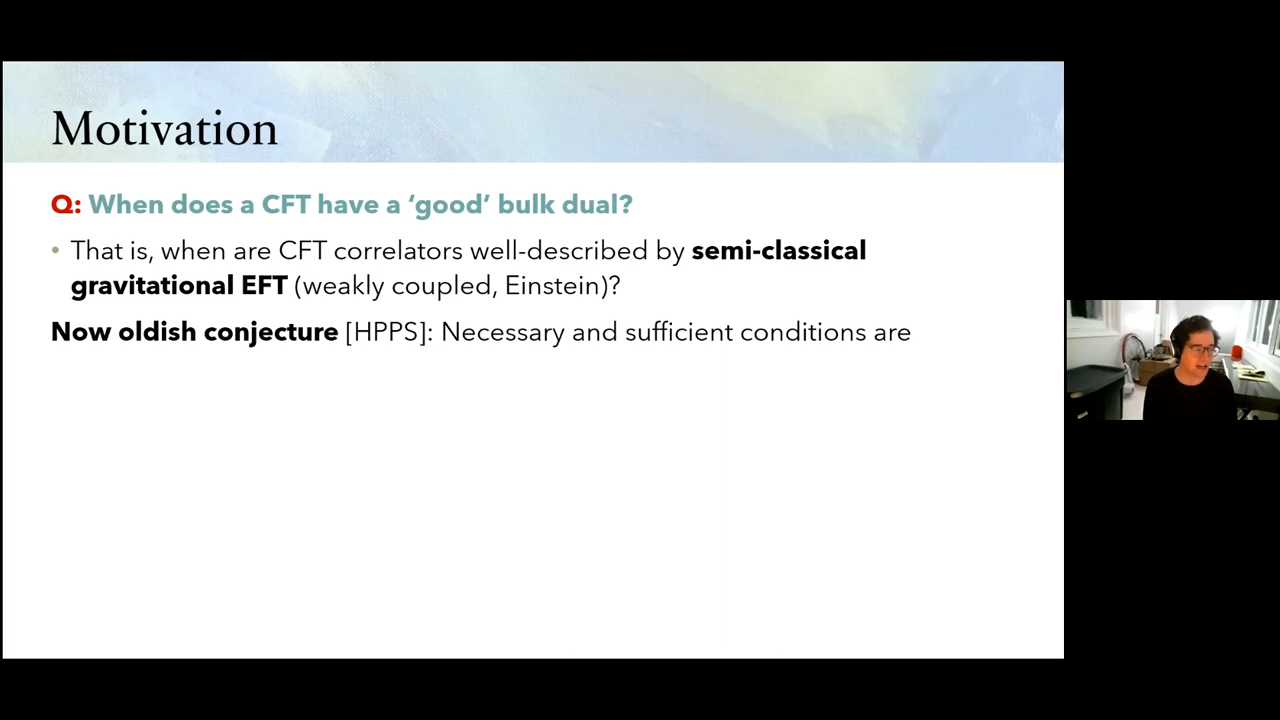 Motivation
Q: When does a CFT have a ‘good’ bulk dual?
• That is, when are CFT correlators well-described by semi-classical
gravitational EFT (weakly coupled, Einstein)?
Now oldish conjecture [HPPS]: Necessary and sufficient conditions are